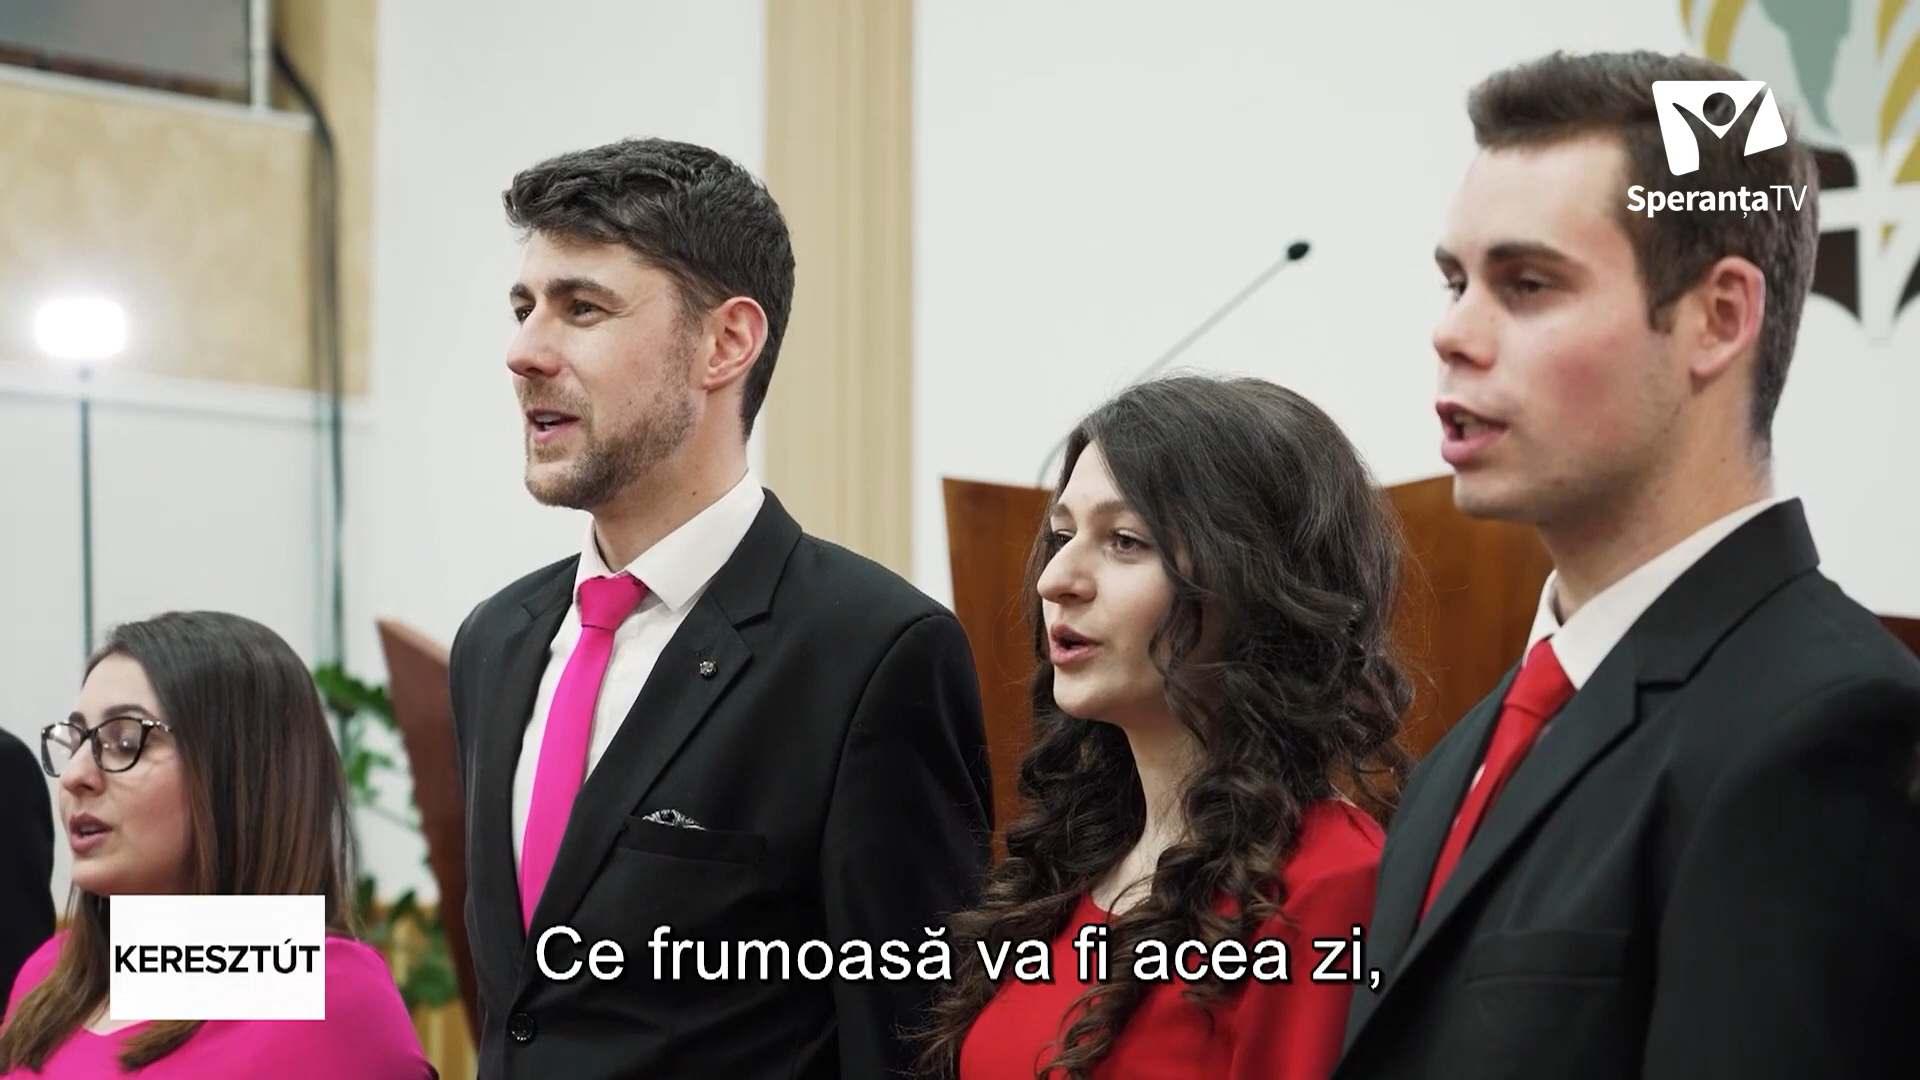 SperanțaTV
KERESZTÚT
Ce frumoasă va fi acea zi,